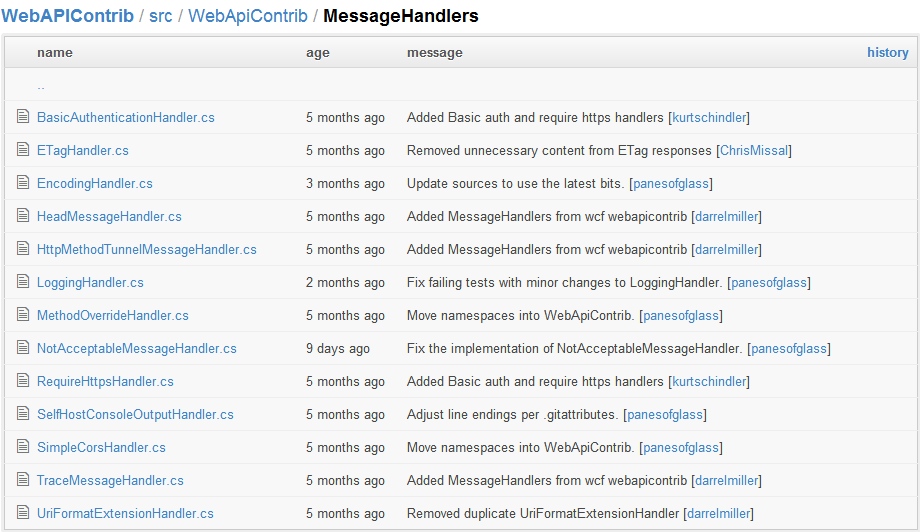 WebAPIContrib / src / WebApiContrib / MessageHandlers
name age message history
..
BasicAuthenticationHandler.cs 5 months ago Added Basic auth and require https handlers [kurtschindler]
ETagHandler.cs 5 months ago Removed unnecessary content from ETag responses [ChrisMissal]
EncodingHandler.cs 3 months ago Update sources to use the latest bits. [panesofglass]
HeadMessageHandler.cs 5 months ago Added MessageHandlers from wcf webapicontrib [darrelmiller]
HttpMethodTunnelMessageHandler.cs 5 months ago Added MessageHandlers from wcf webapicontrib [darrelmiller]
LoggingHandler.cs 2 months ago Fix failing tests with minor changes to LoggingHandler. [panesofglass]
MethodOverrideHandler.cs 5 months ago Move namespaces into WebApiContrib. [panesofglass]
NotAcceptableMessageHandler.cs 9 days ago Fix the implementation of NotAcceptableMessageHandler. [panesofglass]
RequireHttpsHandler.cs 5 months ago Added Basic auth and require https handlers [kurtschindler]
SelfHostConsoleOutputHandler.cs 5 months ago Adjust line endings per .gitattributes. [panesofglass]
SimpleCorsHandler.cs 5 months ago Move namespaces into WebApiContrib. [panesofglass]
TraceMessageHandler.cs 5 months ago Added MessageHandlers from wcf webapicontrib [darrelmiller]
UriFormatExtensionHandler.cs 5 months ago Removed duplicate UriFormatExtensionHandler [darrelmiller]